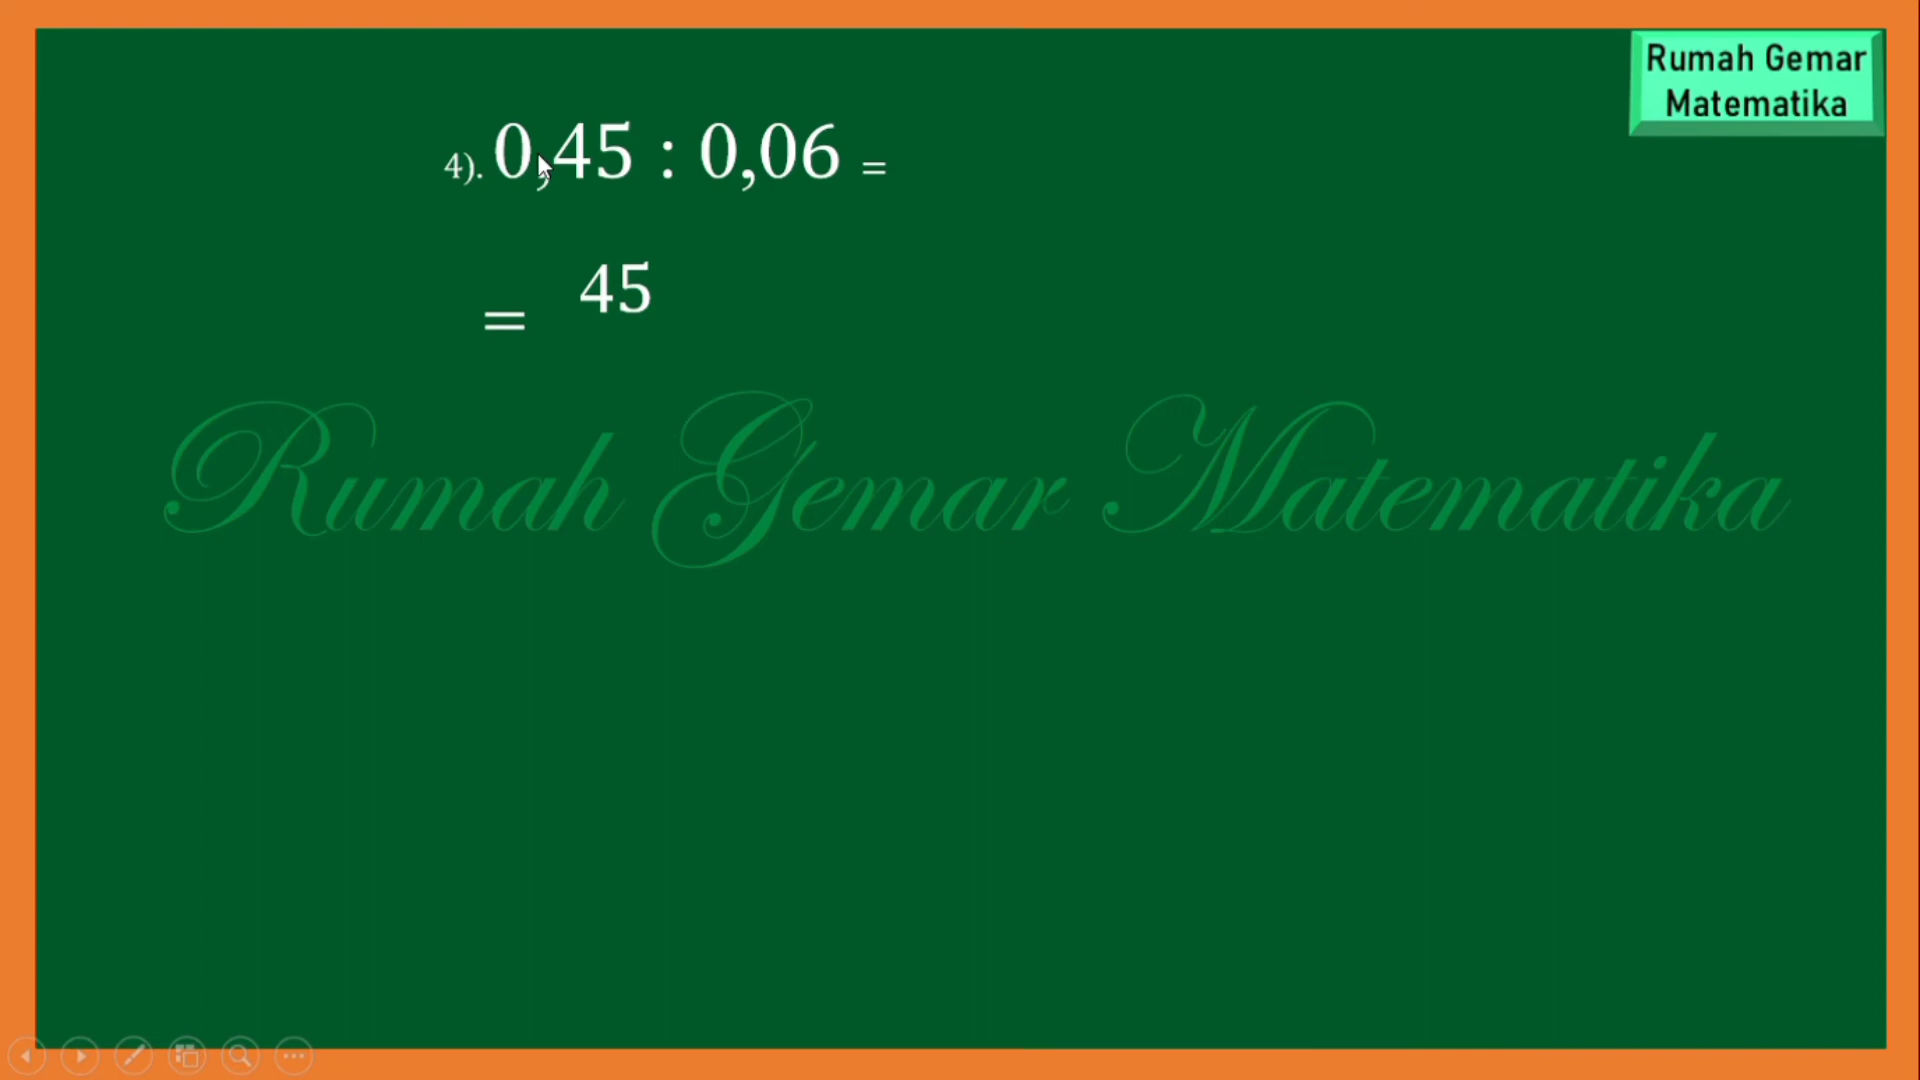 Rumah Gemar
Matematika
4). 0,45 : 0,06 =
= 45
Rumah Gemar Matematika